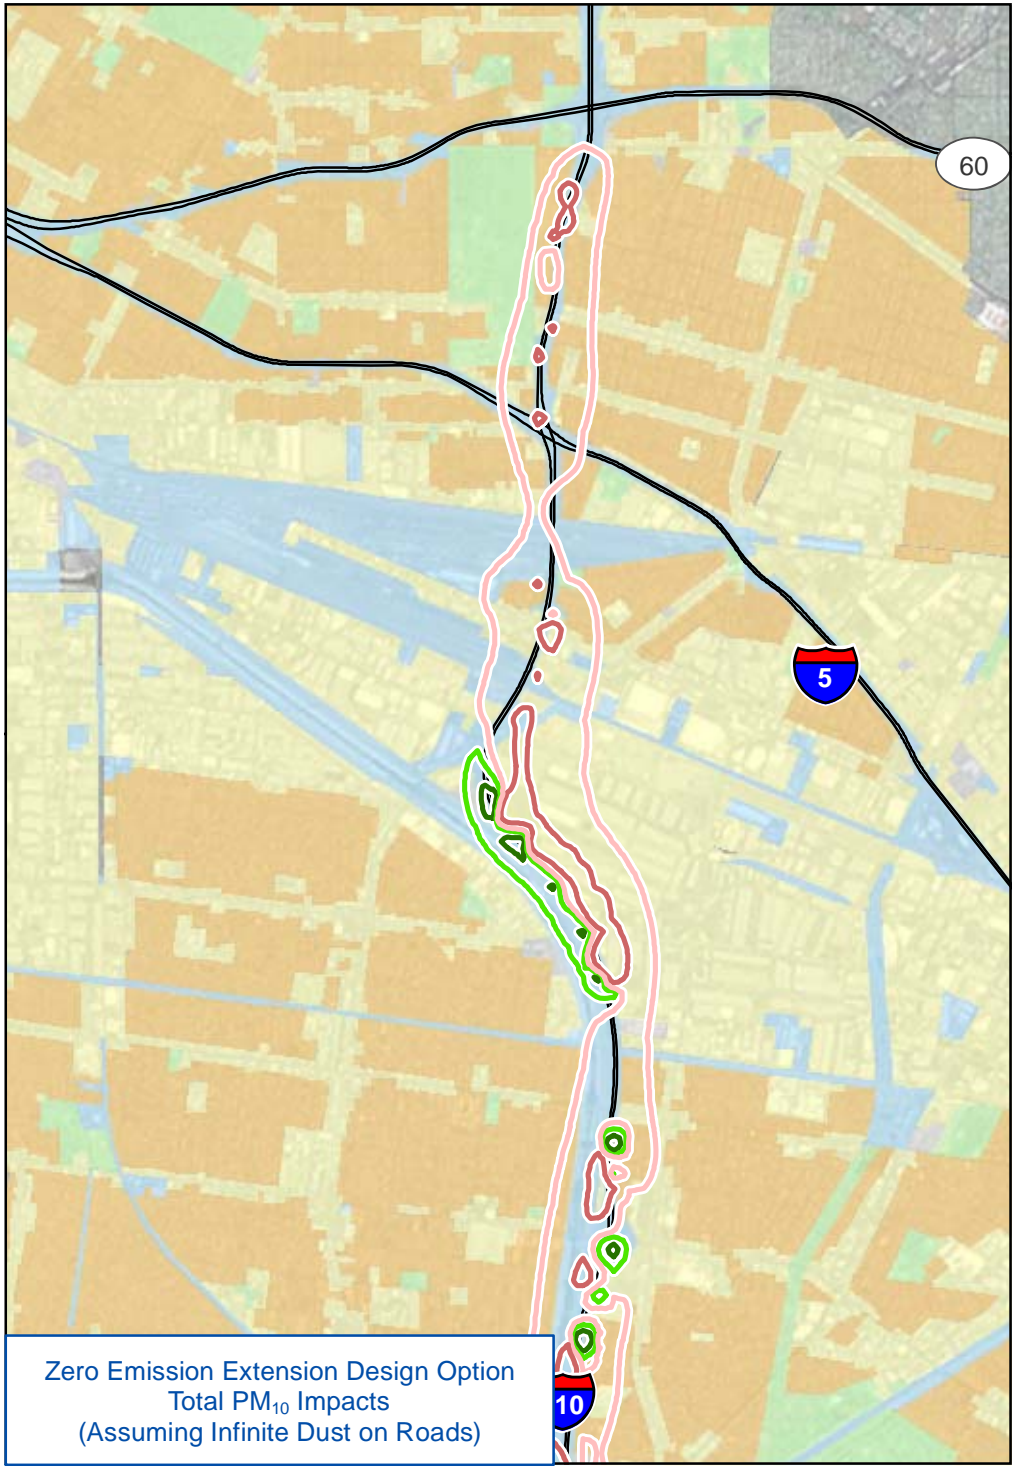 60
5
10
Zero Emission Extension Design Option
Total PM₁₀ Impacts
(Assuming Infinite Dust on Roads)